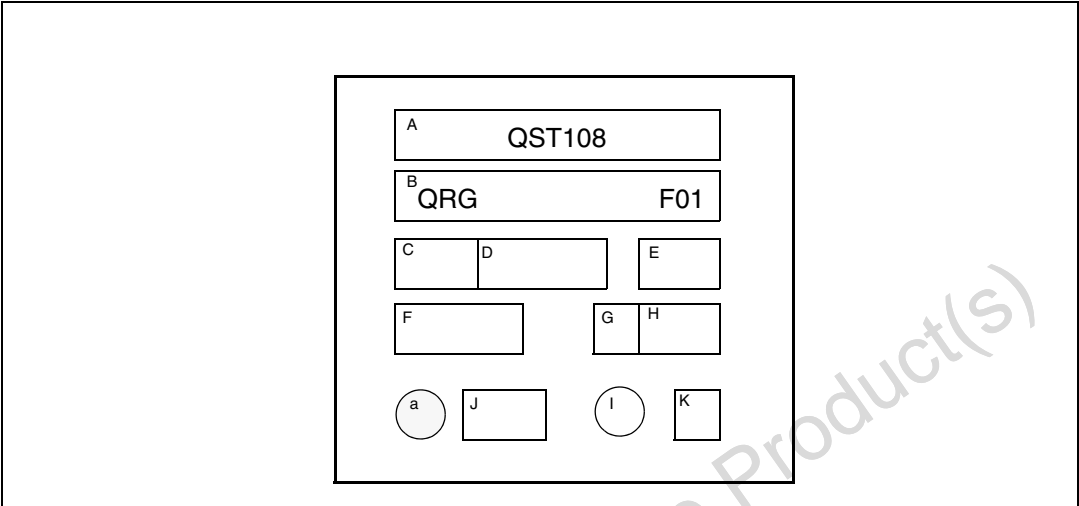 A QST108
B QRG F01
C D E
F G H
a J I K
Product(s)